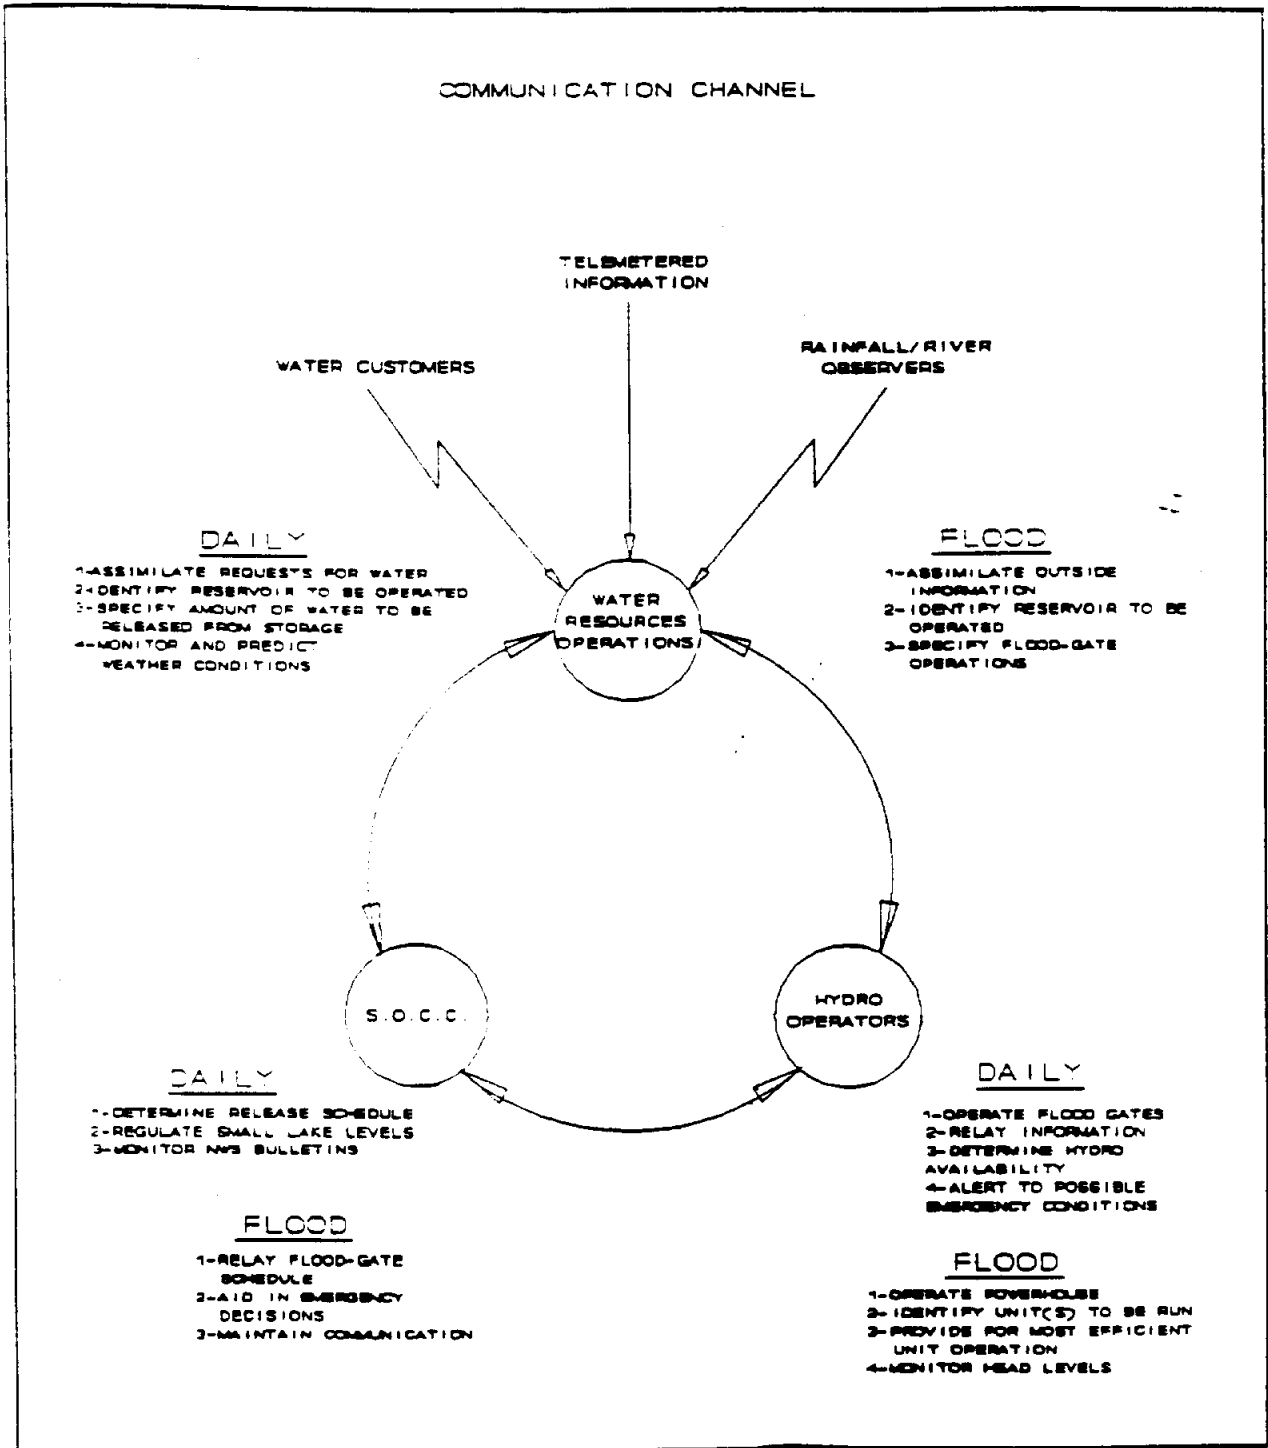 COMMUNICATION CHANNEL
TELEMETERED
INFORMATION
WATER CUSTOMERS
RAINFALL/RIVER
OBSERVERS
DAILY
1-ASSIMILATE REQUESTS FOR WATER
2-IDENTIFY RESERVOIR TO BE OPERATED
3-SPECIFY AMOUNT OF WATER TO BE
RELEASED FROM STORAGE
4-MONITOR AND PREDICT
WEATHER CONDITIONS
WATER
RESOURCES
OPERATIONS
FLOOD
1-ASSIMILATE OUTSIDE
INFORMATION
2-IDENTIFY RESERVOIR TO BE
OPERATED
3-SPECIFY FLOOD-GATE
OPERATIONS
S.O.C.C.
HYDRO
OPERATORS
DAILY
1-DETERMINE RELEASE SCHEDULE
2-REGULATE SMALL LAKE LEVELS
3-MONITOR NWS BULLETINS
FLOOD
1-RELAY FLOOD-GATE
SCHEDULE
2-AID IN EMERGENCY
DECISIONS
3-MAINTAIN COMMUNICATION
DAILY
1-OPERATE FLOOD GATES
2-RELAY INFORMATION
3-DETERMINE HYDRO
AVAILABILITY
4-ALERT TO POSSIBLE
EMERGENCY CONDITIONS
FLOOD
1-OPERATE POWERHOUSE
2-IDENTIFY UNIT(S) TO BE RUN
3-PROVIDE FOR MOST EFFICIENT
UNIT OPERATION
4-MONITOR HEAD LEVELS